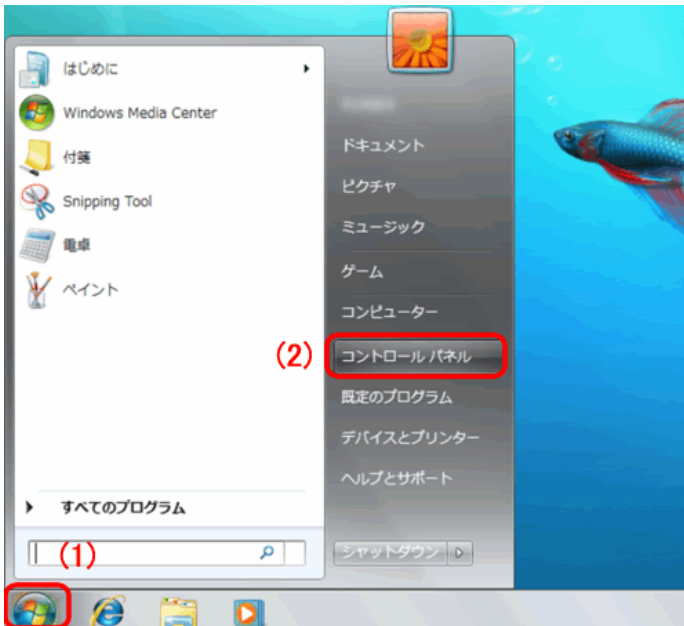 はじめに
Windows Media Center
付箋
Snipping Tool
電卓
ペイント
すべてのプログラム
(1)
ドキュメント
ピクチャ
ミュージック
ゲーム
コンピューター
(2)
コントロール パネル
既定のプログラム
デバイスとプリンター
ヘルプとサポート
シャットダウン